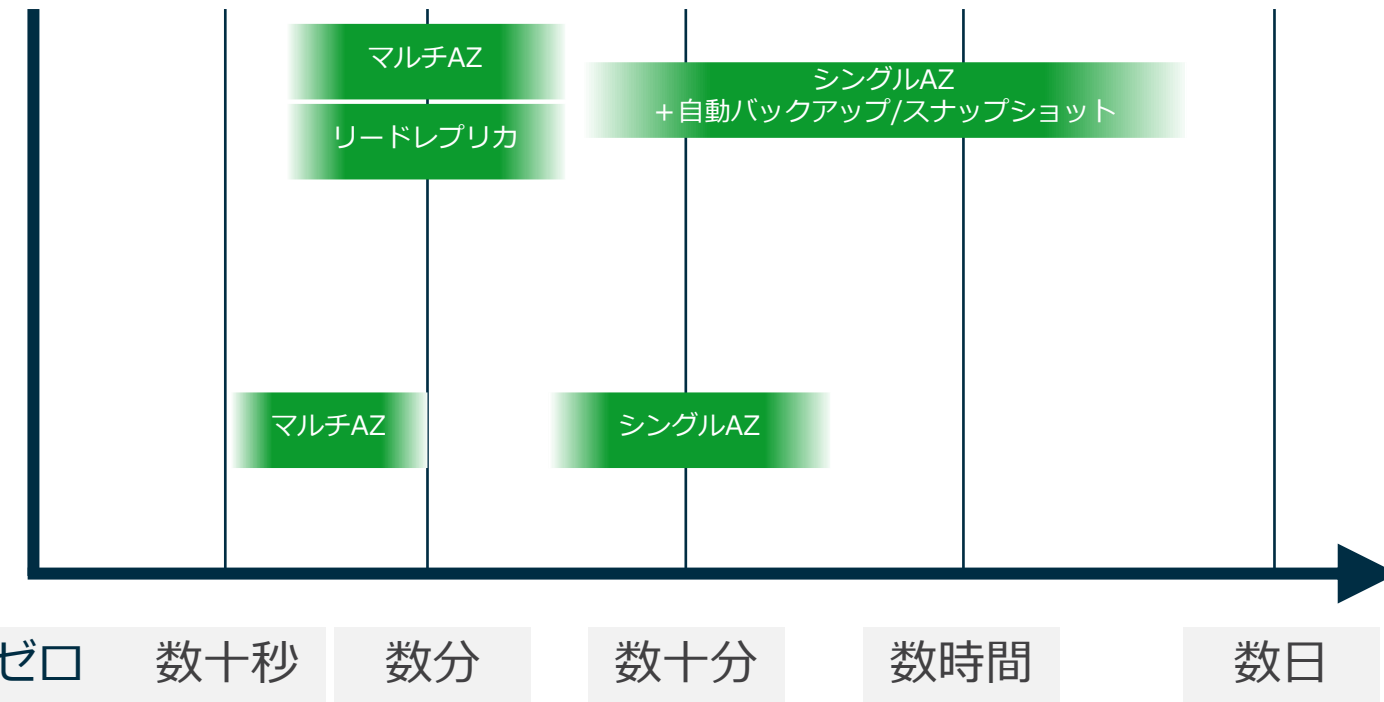 マルチAZ
シングルAZ
+自動バックアップ/スナップショット
リードレプリカ
マルチAZ
シングルAZ
ゼロ
数十秒
数分
数十分
数時間
数日